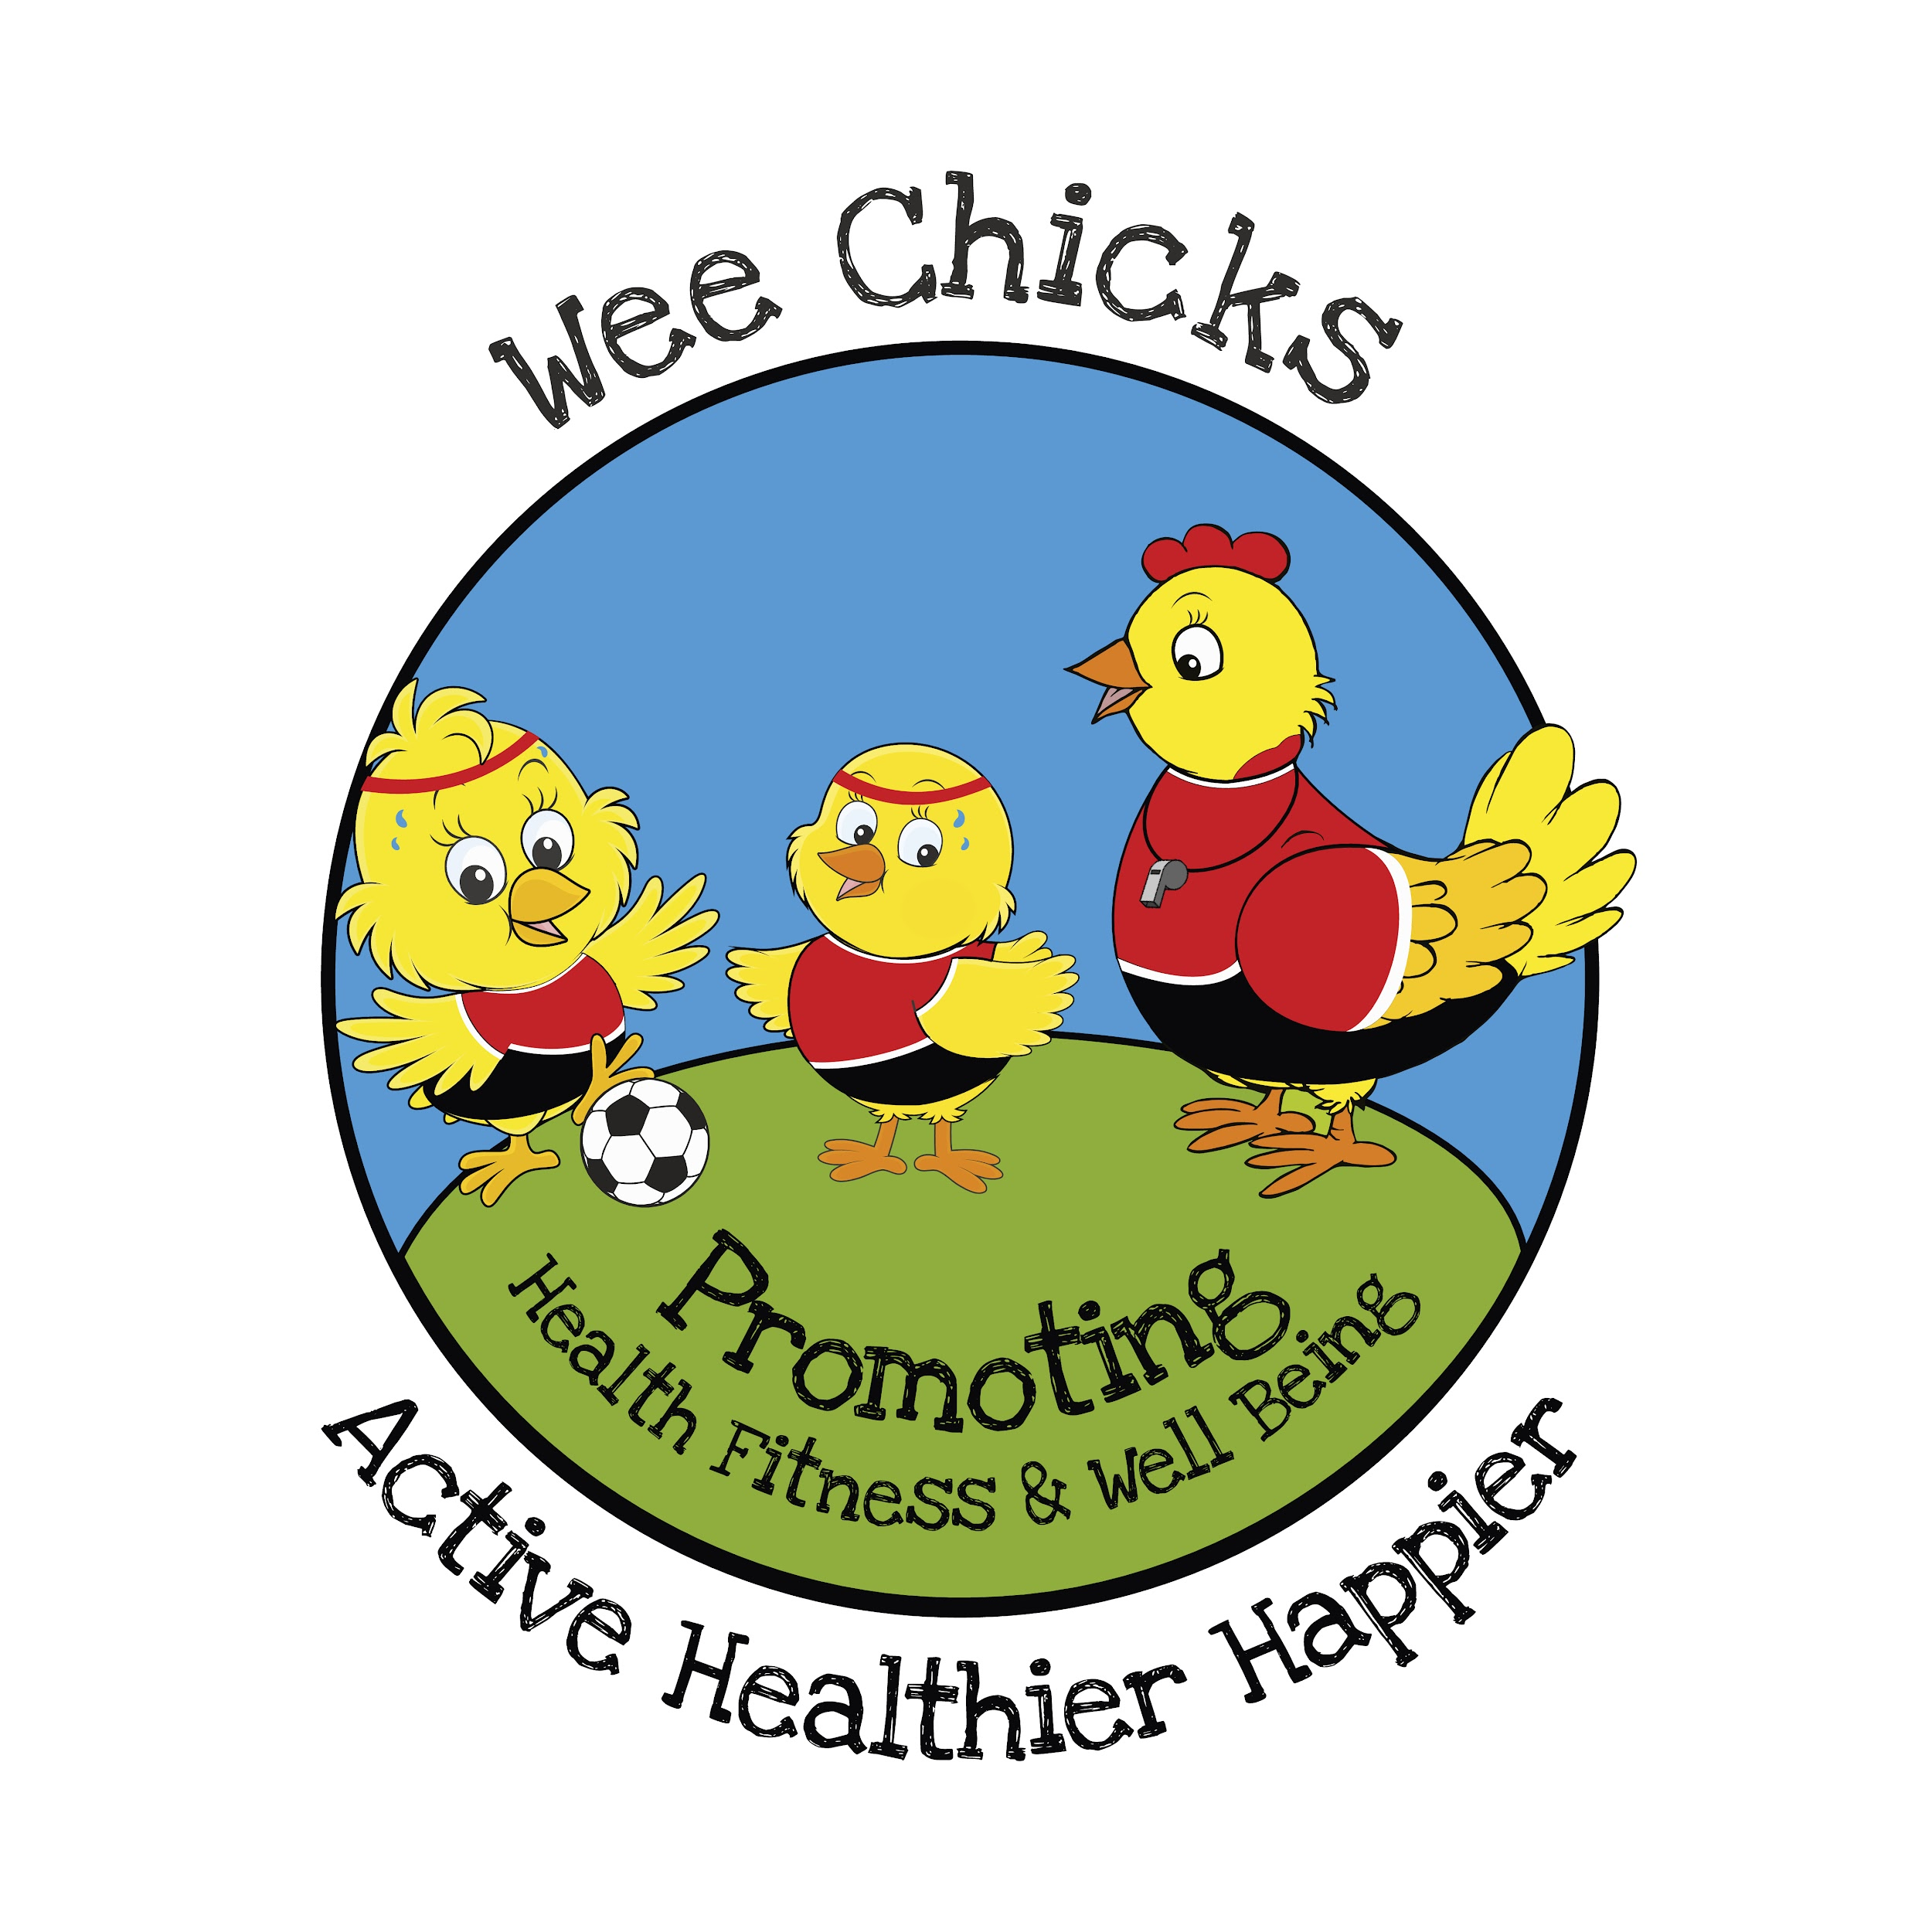 Wee Chicks
Promoting
Health Fitness & Well Being
Active Healthier Happier